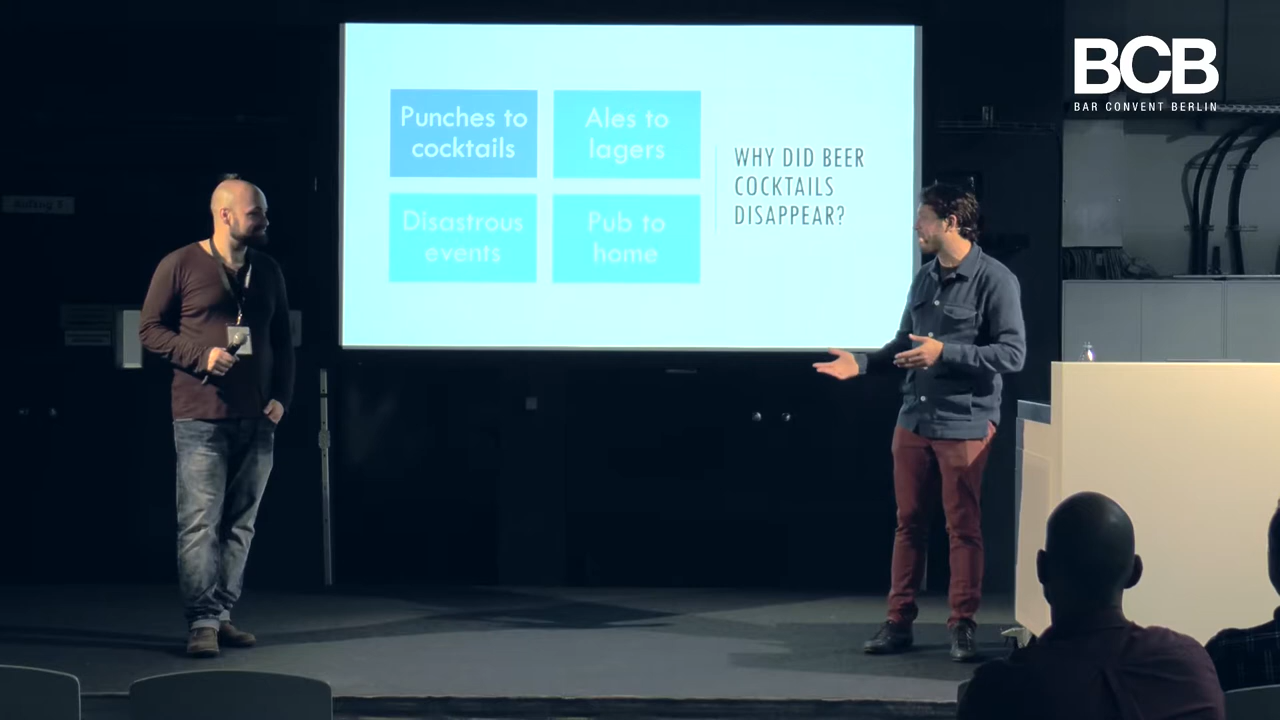 BCB
BAR CONVENT BERLIN
Punches to
cocktails
Ales to
lagers
Disastrous
events
Pub to
home
WHY DID BEER
COCKTAILS
DISAPPEAR?